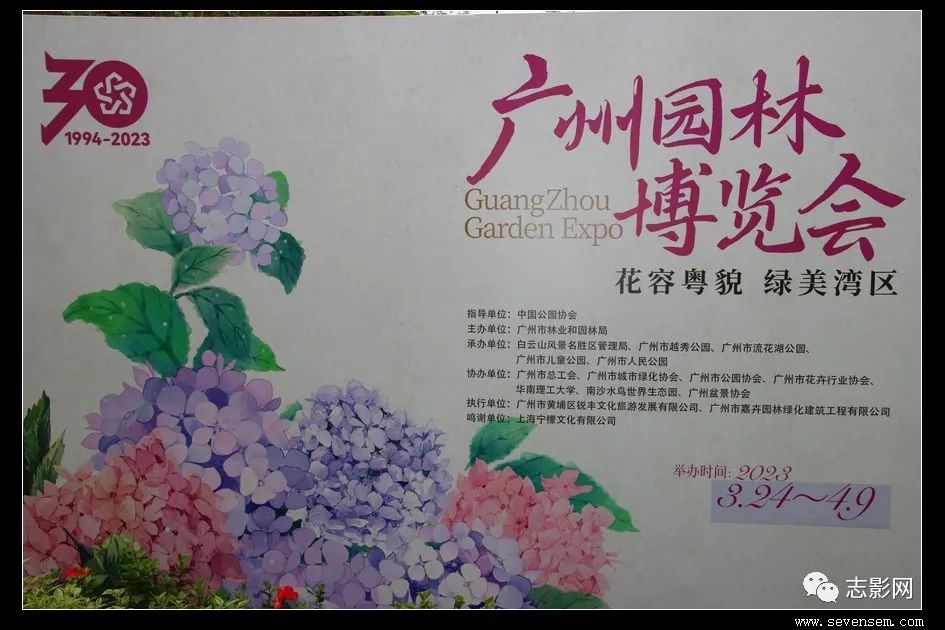 30
1994-2023
广州园林
博览会
GuangZhou
Garden Expo
花容粤貌 绿美湾区
指导单位：中国公园协会
主办单位：广州市林业和园林局
承办单位：白云山风景名胜区管理局、广州市越秀公园、广州市流花湖公园、
广州市儿童公园、广州市人民公园
协办单位：广州市总工会、广州市城市绿化协会、广州市公园协会、广州市花卉行业协会、
华南理工大学、南沙水鸟世界生态园、广州盆景协会
执行单位：广州市黄埔区锐丰文化旅游发展有限公司、广州市嘉卉园林绿化建筑工程有限公司
鸣谢单位：上海宁檬文化有限公司
举办时间：2023
3.24～4.9
志影网
www.sevensem.com